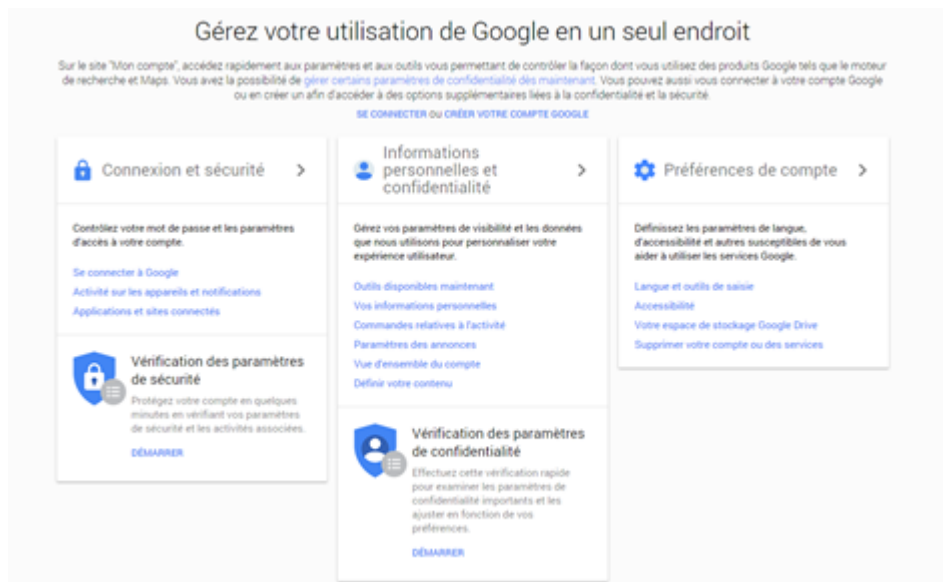 Gérez votre utilisation de Google en un seul endroit
Sur le site "Mon compte", accédez rapidement aux paramètres et aux outils vous permettant de contrôler la façon dont vous utilisez des produits Google tels que le moteur
de recherche et Maps. Vous avez la possibilité de gérer certains paramètres de confidentialité dès maintenant. Vous pouvez aussi vous connecter à votre compte Google
ou en créer un afin d'accéder à des options supplémentaires liées à la confidentialité et la sécurité.
SE CONNECTER OU CRÉER VOTRE COMPTE GOOGLE
Connexion et sécurité
Contrôlez votre mot de passe et les paramètres
d'accès à votre compte.
Se connecter à Google
Activité sur les appareils et notifications
Applications et sites connectés
Vérification des paramètres
de sécurité
Protégez votre compte en quelques
minutes en vérifiant vos paramètres
de sécurité et les activités associées.
DÉMARRER
Informations
personnelles et
confidentialité
Gérez vos paramètres de visibilité et les données
que nous utilisons pour personnaliser votre
expérience utilisateur.
Outils disponibles maintenant
Vos informations personnelles
Commandes relatives à l'activité
Paramètres des annonces
Vue d'ensemble du compte
Définir votre contenu
Vérification des paramètres
de confidentialité
Effectuez cette vérification rapide
pour examiner les paramètres de
confidentialité importants et les
ajuster en fonction de vos
préférences.
DÉMARRER
Préférences de compte
Définissez les paramètres de langue,
d'accessibilité et autres susceptibles de vous
aider à utiliser les services Google.
Langue et outils de saisie
Accessibilité
Votre espace de stockage Google Drive
Supprimer votre compte ou des services